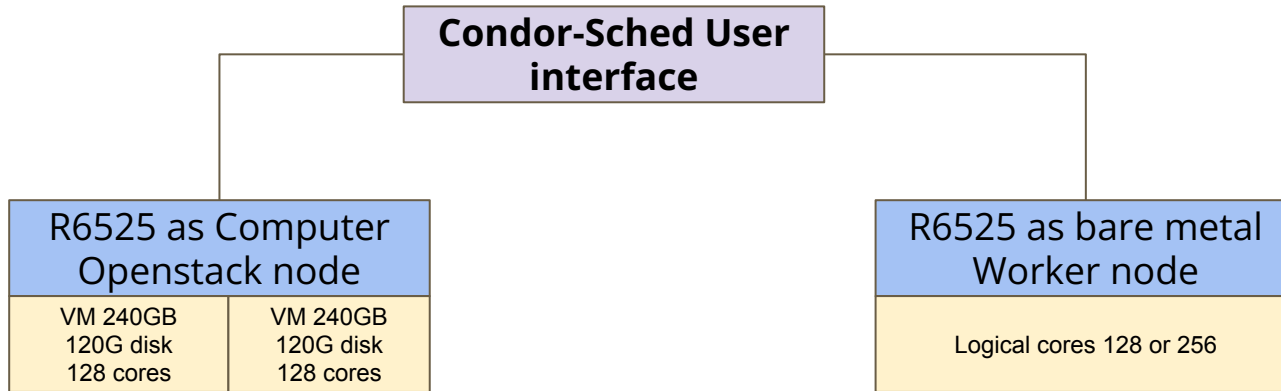 Condor-Sched User
interface
R6525 as Computer
Openstack node
R6525 as bare metal
Worker node
VM 240GB
120G disk
128 cores
VM 240GB
120G disk
128 cores
Logical cores 128 or 256